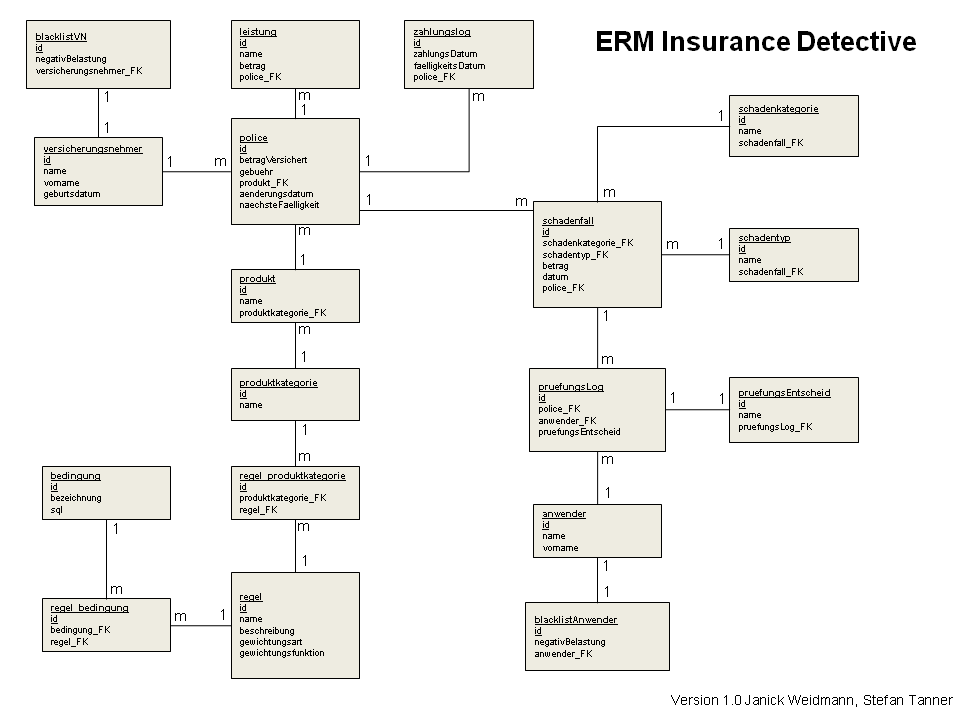 ERM Insurance Detective
blacklistVN
id
negativBelastung
versicherungsnehmer_FK
1
1
versicherungsnehmer
id
name
vorname
geburtsdatum
1
m
leistung
id
name
betrag
police_FK
m
1
zahlungslog
id
zahlungsDatum
faelligkeitsDatum
police_FK
m
1
police
id
betragVersichert
gebuehr
produkt_FK
aenderungsdatum
naechsteFaelligkeit
1
m
m
1
produkt
id
name
produktkategorie_FK
m
1
produktkategorie
id
name
1
m
regel_produktkategorie
id
produktkategorie_FK
regel_FK
m
1
regel
id
name
beschreibung
gewichtungsart
gewichtungsfunktion
bedingung
id
bezeichnung
sql
1
m
regel_bedingung
id
bedingung_FK
regel_FK
m
1
schadenkategorie
id
name
schadenfall_FK
1
m
schadenfall
id
schadenkategorie_FK
schadentyp_FK
betrag
datum
police_FK
m
1
schadentyp
id
name
schadenfall_FK
1
m
pruefungsLog
id
police_FK
anwender_FK
pruefungsEntscheid
1
1
pruefungsEntscheid
id
name
pruefungsLog_FK
m
1
anwender
id
name
vorname
1
1
blacklistAnwender
id
negativBelastung
anwender_FK
Version 1.0 Janick Weidmann, Stefan Tanner